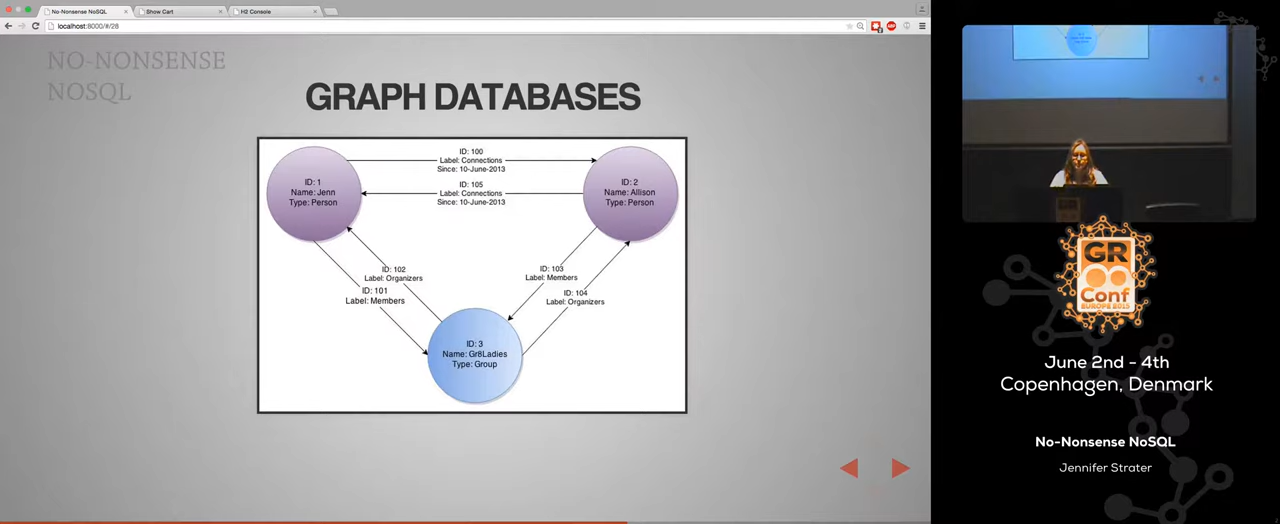 No-Nonsense NoSQL
Show Cart
H2 Console
localhost:8000/#/28
NO-NONSENSE
NOSQL
GRAPH DATABASES
ID: 100
Label: Connections
Since: 10-June-2013
ID: 105
Label: Connections
Since: 10-June-2013
ID: 1
Name: Jenn
Type: Person
ID: 2
Name: Allison
Type: Person
ID: 102
Label: Organizers
ID: 101
Label: Members
ID: 103
Label: Members
ID: 104
Label: Organizers
ID: 3
Name: Gr8Ladies
Type: Group
GR
Conf
EUROPE 2015
June 2nd - 4th
Copenhagen, Denmark
No-Nonsense NoSQL
Jennifer Strater